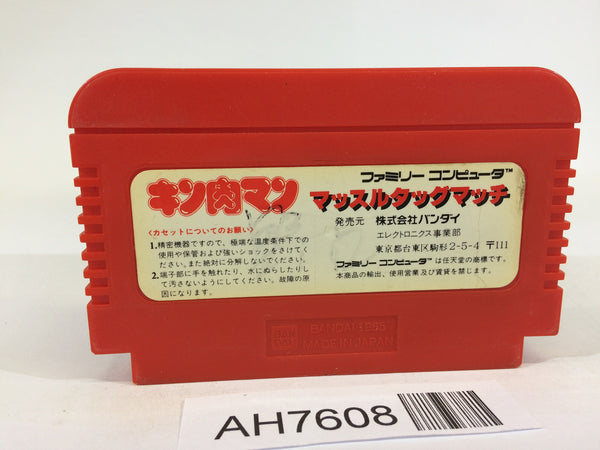 キン肉マン
ファミリー コンピュータ™
マッスルタッグマッチ
発売元 株式会社バンダイ
エレクトロニクス事業部
東京都台東区駒形2-5-4 〒111
ファミリー コンピュータ™ は任天堂の商標です。
本商品の輸出、使用営業及び賃貸を禁じます。
〈カセットについてのお願い〉
1.精密機器ですので、極端な温度条件下での
使用や保管および強いショックをさけてく
ださい。また絶対に分解しないでください。
2.端子部に手を触れたり、水にぬらしたりし
て汚さないようにしてください。故障の原
因になります。
BANDAI 1985
MADE IN JAPAN
AH7608